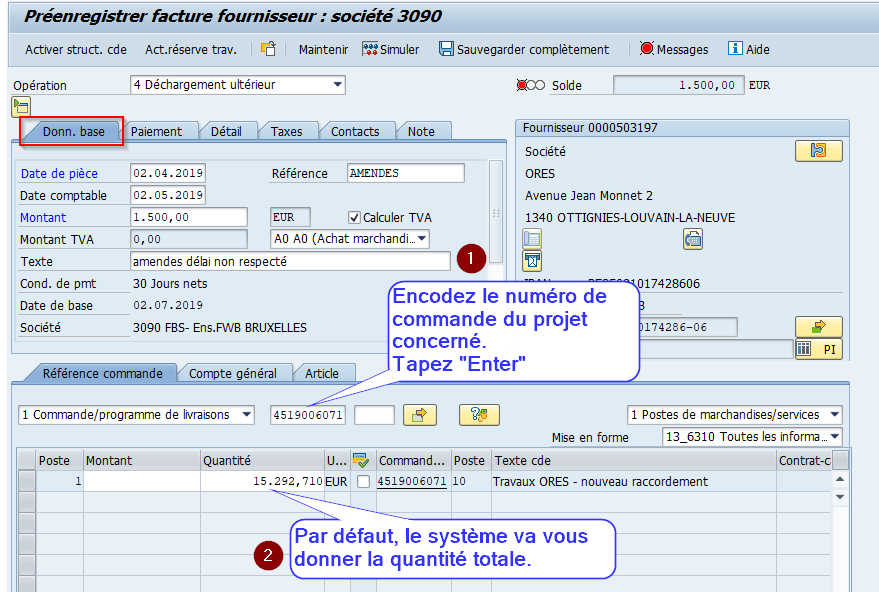 Préenregistrer facture fournisseur : société 3090
Activer struct. cde Act.réserve trav. Maintenir Simuler Sauvegarder complètement Messages Aide
Opération 4 Déchargement ultérieur Solde 1.500,00 EUR
Donn. base Paiement Détail Taxes Contacts Note
Fournisseur 0000503197
Date de pièce 02.04.2019 Référence AMENDES
Date comptable 02.05.2019
Montant 1.500,00 EUR Calculer TVA
Montant TVA 0,00 A0 A0 (Achat marchandi...
Texte amendes délai non respecté
Cond. de pmt 30 Jours nets
Date de base 02.07.2019
Société 3090 FBS- Ens.FWB BRUXELLES
Société
ORES
Avenue Jean Monnet 2
1340 OTTIGNIES-LOUVAIN-LA-NEUVE
1017428606
0174286-06
PI
1
Encodez le numéro de
commande du projet
concerné.
Tapez "Enter"
Référence commande Compte général Article
1 Commande/programme de livraisons 4519006071 1 Postes de marchandises/services
Mise en forme 13_6310 Toutes les informa...
Poste Montant Quantité U... Command... Poste Texte cde Contrat-c
1 15.292,710 EUR 4519006071 10 Travaux ORES - nouveau raccordement
2
Par défaut, le système va vous
donner la quantité totale.